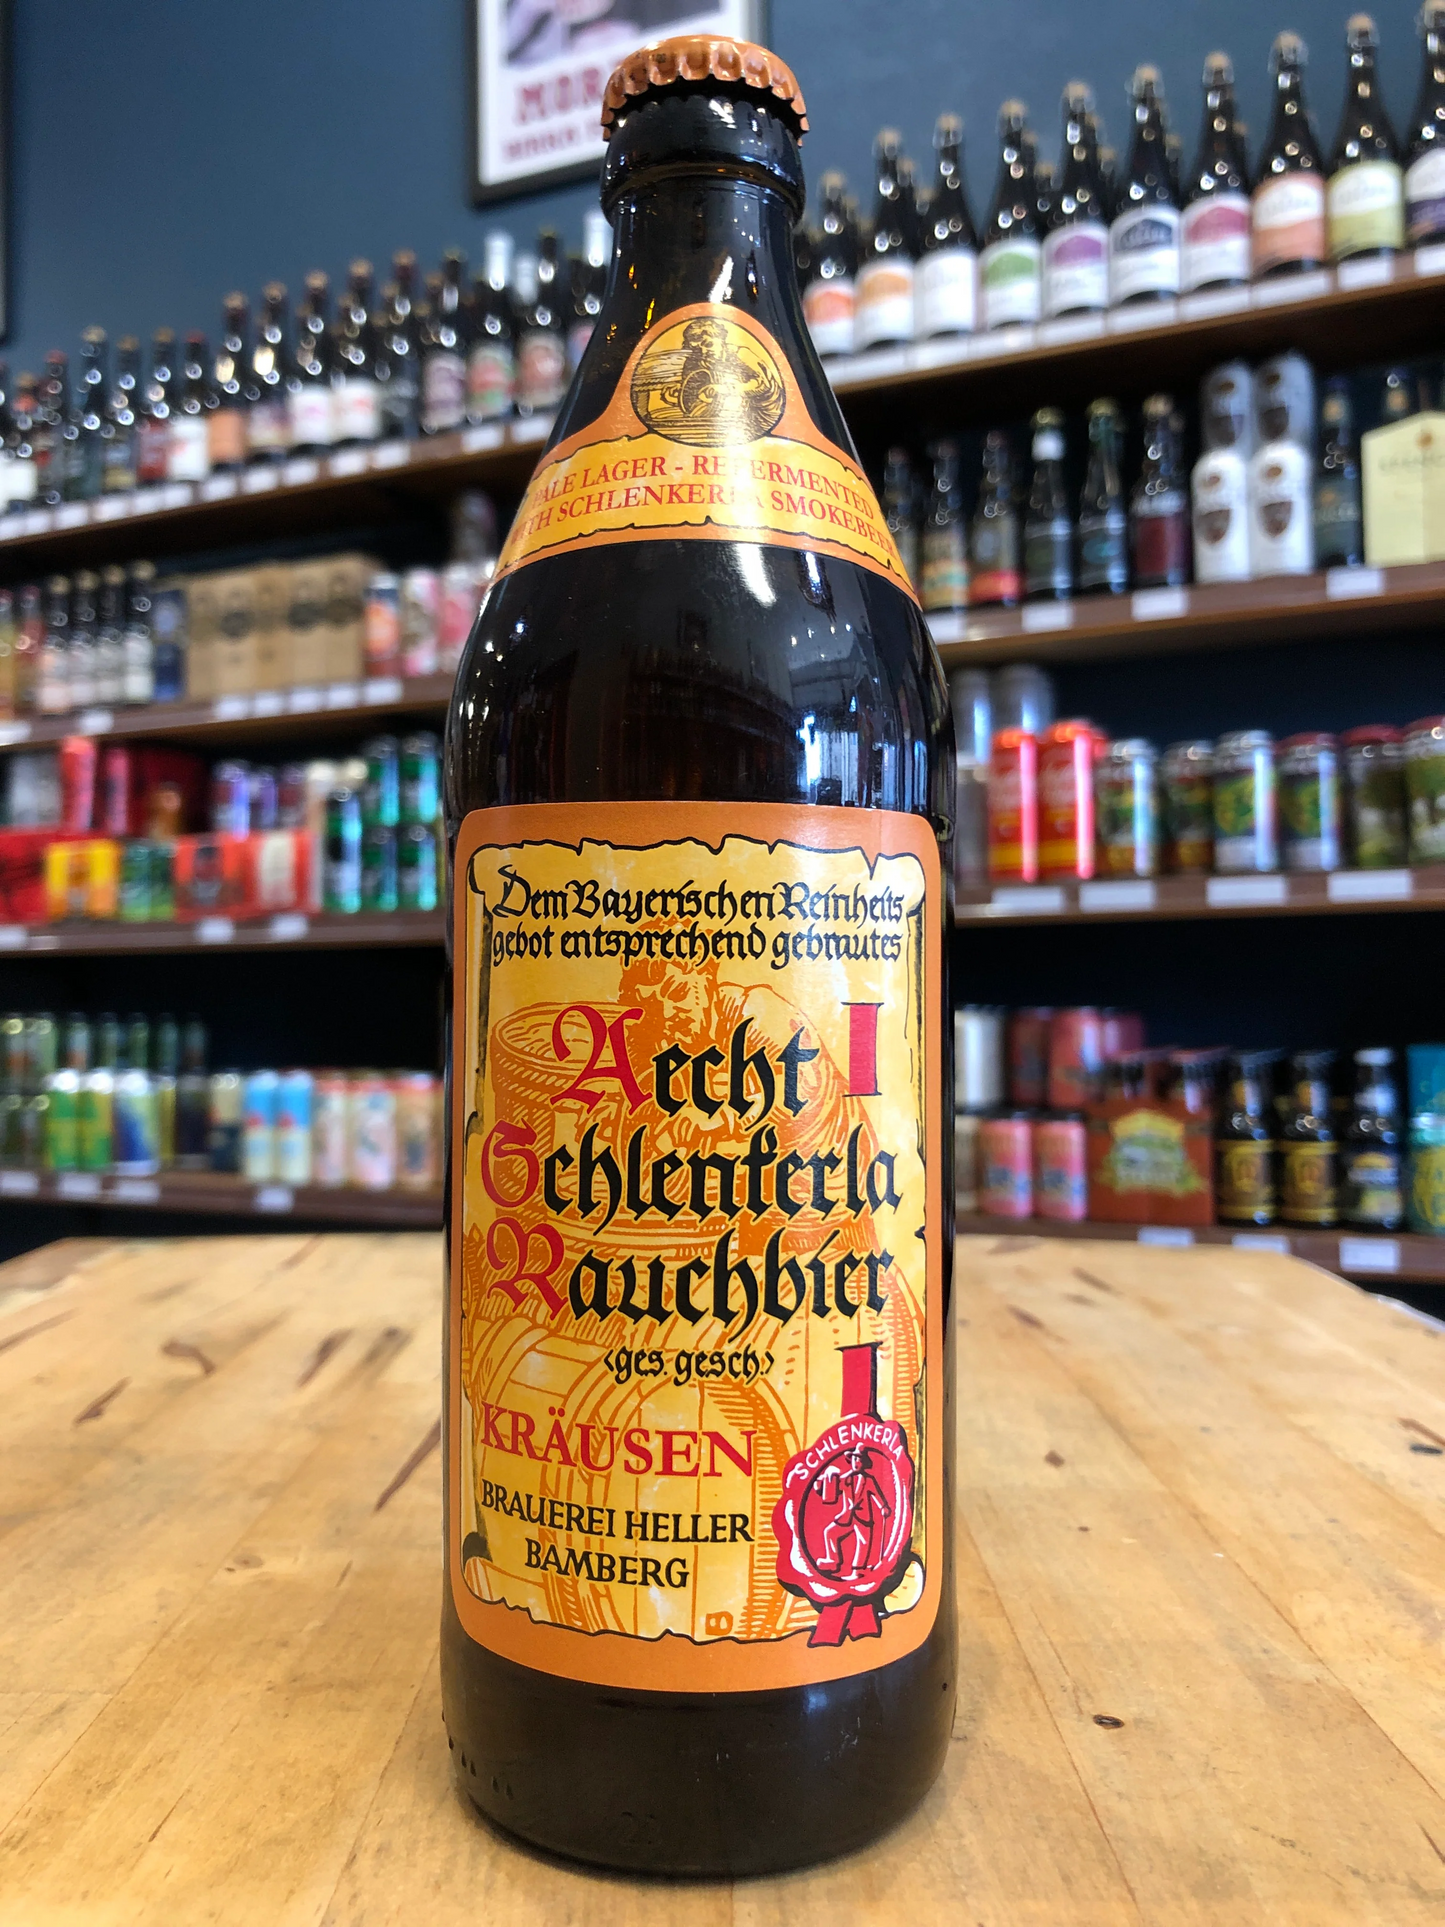 PALE LAGER - REFERMENTED
WITH SCHLENKERLA SMOKEBEER
Dem Bayerischen Reinheits
gebot entsprechend gebrautes
Aecht
Schlenkerla
Rauchbier
‹ges. gesch.›
KRÄUSEN
SCHLENKERLA
BRAUEREI HELLER
BAMBERG